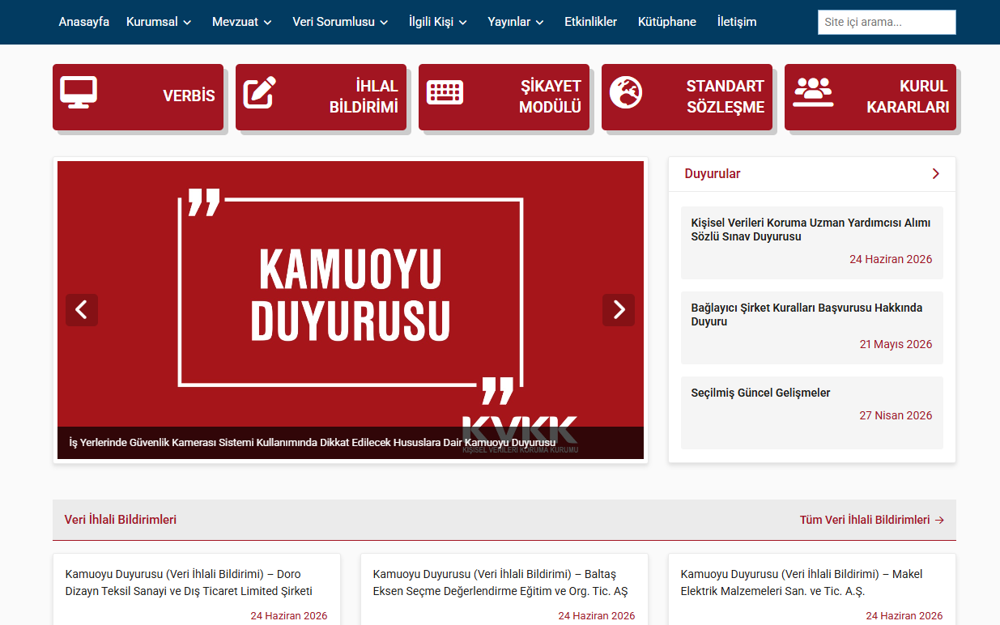 Anasayfa Kurumsal Mevzuat Veri Sorumlusu İlgili Kişi Yayınlar Etkinlikler Kütüphane İletişim Site içi arama...
VERBİS
İHLAL
BİLDİRİMİ
ŞİKAYET
MODÜLÜ
STANDART
SÖZLEŞME
KURUL
KARARLARI
KAMUOYU
DUYURUSU
KVKK
KİŞİSEL VERİLERİ KORUMA KURUMU
İş Yerlerinde Güvenlik Kamerası Sistemi Kullanımında Dikkat Edilecek Hususlara Dair Kamuoyu Duyurusu
Duyurular
Kişisel Verileri Koruma Uzman Yardımcısı Alımı
Sözlü Sınav Duyurusu
24 Haziran 2026
Bağlayıcı Şirket Kuralları Başvurusu Hakkında
Duyuru
21 Mayıs 2026
Seçilmiş Güncel Gelişmeler
27 Nisan 2026
Veri İhlali Bildirimleri
Tüm Veri İhlali Bildirimleri →
Kamuoyu Duyurusu (Veri İhlali Bildirimi) – Doro
Dizayn Teksil Sanayi ve Dış Ticaret Limited Şirketi
24 Haziran 2026
Kamuoyu Duyurusu (Veri İhlali Bildirimi) – Baltaş
Eksen Seçme Değerlendirme Eğitim ve Org. Tic. AŞ
24 Haziran 2026
Kamuoyu Duyurusu (Veri İhlali Bildirimi) – Makel
Elektrik Malzemeleri San. ve Tic. A.Ş.
24 Haziran 2026